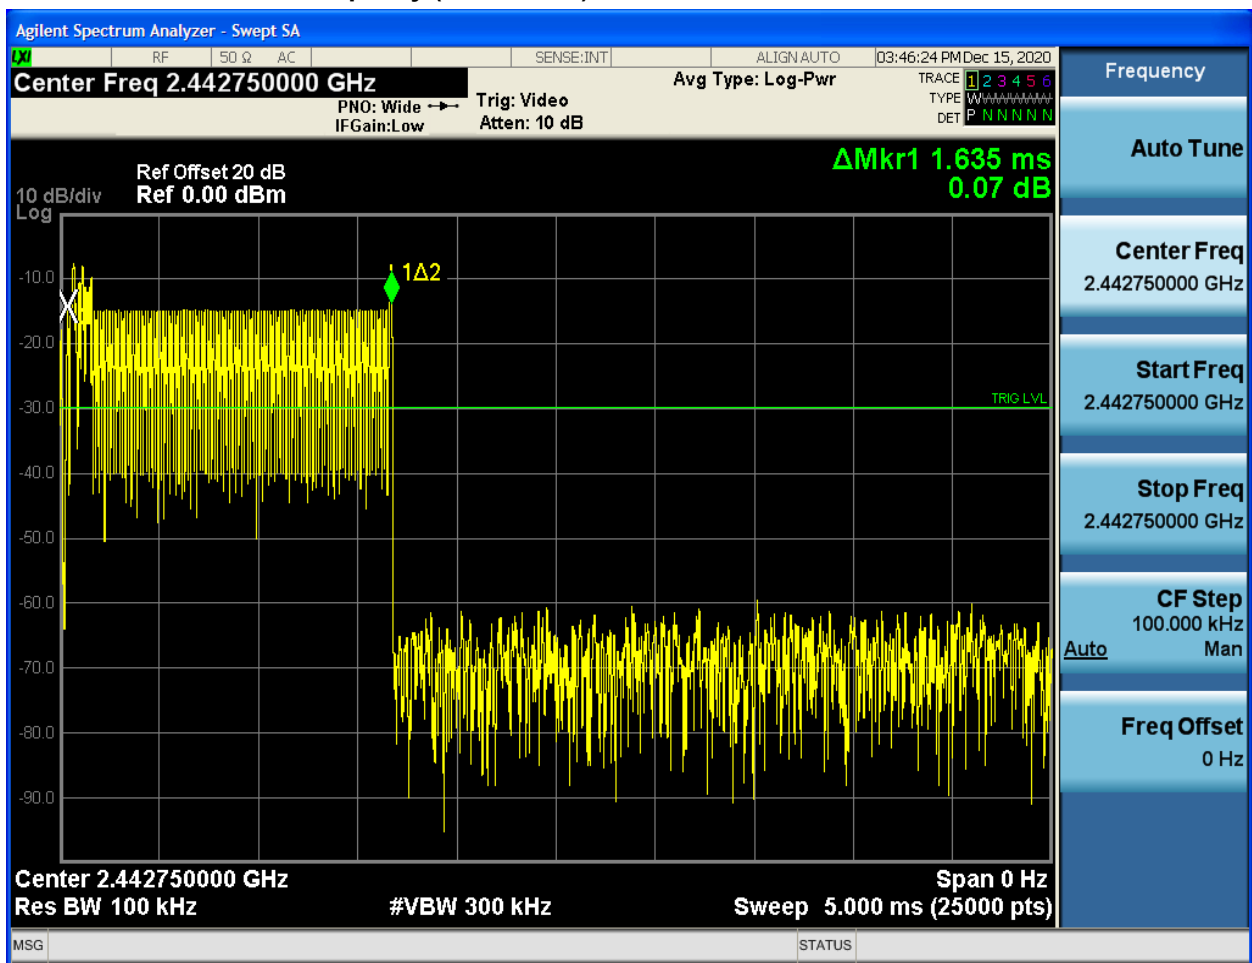 Agilent Spectrum Analyzer - Swept SA
LXI RF 50 Ω AC SENSE:INT ALIGN AUTO 03:46:24 PM Dec 15, 2020
Center Freq 2.442750000 GHz
PNO: Wide
IFGain:Low
Trig: Video
Atten: 10 dB
Avg Type: Log-Pwr
TRACE 1 2 3 4 5 6
TYPE W
DET P N N N N N
Ref Offset 20 dB
10 dB/div Ref 0.00 dBm
Log
ΔMkr1 1.635 ms
0.07 dB
1Δ2
-10.0
-20.0
-30.0
-40.0
-50.0
-60.0
-70.0
-80.0
-90.0
TRIG LVL
Center 2.442750000 GHz Span 0 Hz
Res BW 100 kHz #VBW 300 kHz Sweep 5.000 ms (25000 pts)
MSG STATUS
Frequency
Auto Tune
Center Freq
2.442750000 GHz
Start Freq
2.442750000 GHz
Stop Freq
2.442750000 GHz
CF Step
100.000 kHz
Auto Man
Freq Offset
0 Hz